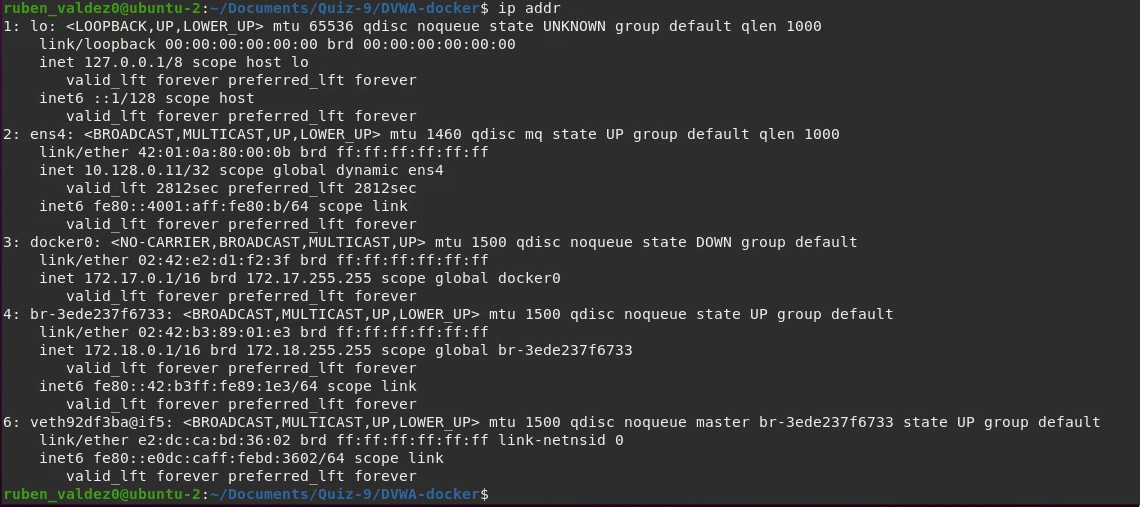 ruben_valdez0@ubuntu-2:~/Documents/Quiz-9/DVWA-docker$ ip addr
1: lo: <LOOPBACK,UP,LOWER_UP> mtu 65536 qdisc noqueue state UNKNOWN group default qlen 1000
    link/loopback 00:00:00:00:00:00 brd 00:00:00:00:00:00
    inet 127.0.0.1/8 scope host lo
       valid_lft forever preferred_lft forever
    inet6 ::1/128 scope host
       valid_lft forever preferred_lft forever
2: ens4: <BROADCAST,MULTICAST,UP,LOWER_UP> mtu 1460 qdisc mq state UP group default qlen 1000
    link/ether 42:01:0a:80:00:0b brd ff:ff:ff:ff:ff:ff
    inet 10.128.0.11/32 scope global dynamic ens4
       valid_lft 2812sec preferred_lft 2812sec
    inet6 fe80::4001:aff:fe80:b/64 scope link
       valid_lft forever preferred_lft forever
3: docker0: <NO-CARRIER,BROADCAST,MULTICAST,UP> mtu 1500 qdisc noqueue state DOWN group default
    link/ether 02:42:e2:d1:f2:3f brd ff:ff:ff:ff:ff:ff
    inet 172.17.0.1/16 brd 172.17.255.255 scope global docker0
       valid_lft forever preferred_lft forever
4: br-3ede237f6733: <BROADCAST,MULTICAST,UP,LOWER_UP> mtu 1500 qdisc noqueue state UP group default
    link/ether 02:42:b3:89:01:e3 brd ff:ff:ff:ff:ff:ff
    inet 172.18.0.1/16 brd 172.18.255.255 scope global br-3ede237f6733
       valid_lft forever preferred_lft forever
    inet6 fe80::42:b3ff:fe89:1e3/64 scope link
       valid_lft forever preferred_lft forever
6: veth92df3ba@if5: <BROADCAST,MULTICAST,UP,LOWER_UP> mtu 1500 qdisc noqueue master br-3ede237f6733 state UP group default
    link/ether e2:dc:ca:bd:36:02 brd ff:ff:ff:ff:ff:ff link-netnsid 0
    inet6 fe80::e0dc:caff:febd:3602/64 scope link
       valid_lft forever preferred_lft forever
ruben_valdez0@ubuntu-2:~/Documents/Quiz-9/DVWA-docker$